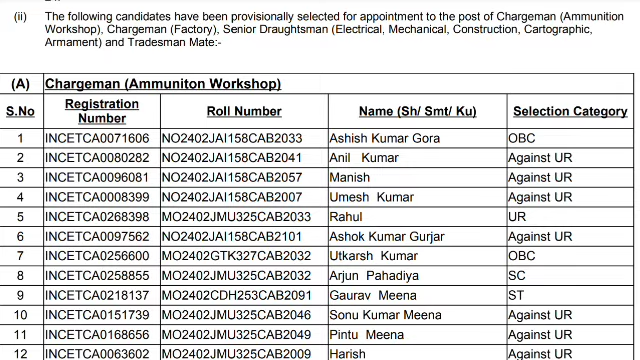 (ii) The following candidates have been provisionally selected for appointment to the post of Chargeman (Ammunition
Workshop), Chargeman (Factory), Senior Draughtsman (Electrical, Mechanical, Construction, Cartographic,
Armament) and Tradesman Mate:-
(A) Chargeman (Ammuniton Workshop)
S.No Registration Number Roll Number Name (Sh/ Smt/ Ku) Selection Category
1 INCETCA0071606 NO2402JAI158CAB2033 Ashish Kumar Gora OBC
2 INCETCA0080282 NO2402JAI158CAB2041 Anil Kumar Against UR
3 INCETCA0096081 NO2402JAI158CAB2057 Manish Against UR
4 INCETCA0008399 NO2402JAI158CAB2007 Umesh Kumar Against UR
5 INCETCA0268398 MO2402JMU325CAB2033 Rahul UR
6 INCETCA0097562 NO2402JAI158CAB2101 Ashok Kumar Gurjar Against UR
7 INCETCA0256600 MO2402GTK327CAB2032 Utkarsh Kumar OBC
8 INCETCA0258855 MO2402JMU325CAB2032 Arjun Pahadiya SC
9 INCETCA0218137 MO2402CDH253CAB2091 Gaurav Meena ST
10 INCETCA0151739 MO2402JMU325CAB2046 Sonu Kumar Meena Against UR
11 INCETCA0168656 MO2402JMU325CAB2049 Pintu Meena Against UR
12 INCETCA0063602 MO2402JMU325CAB2009 Harish Against UR